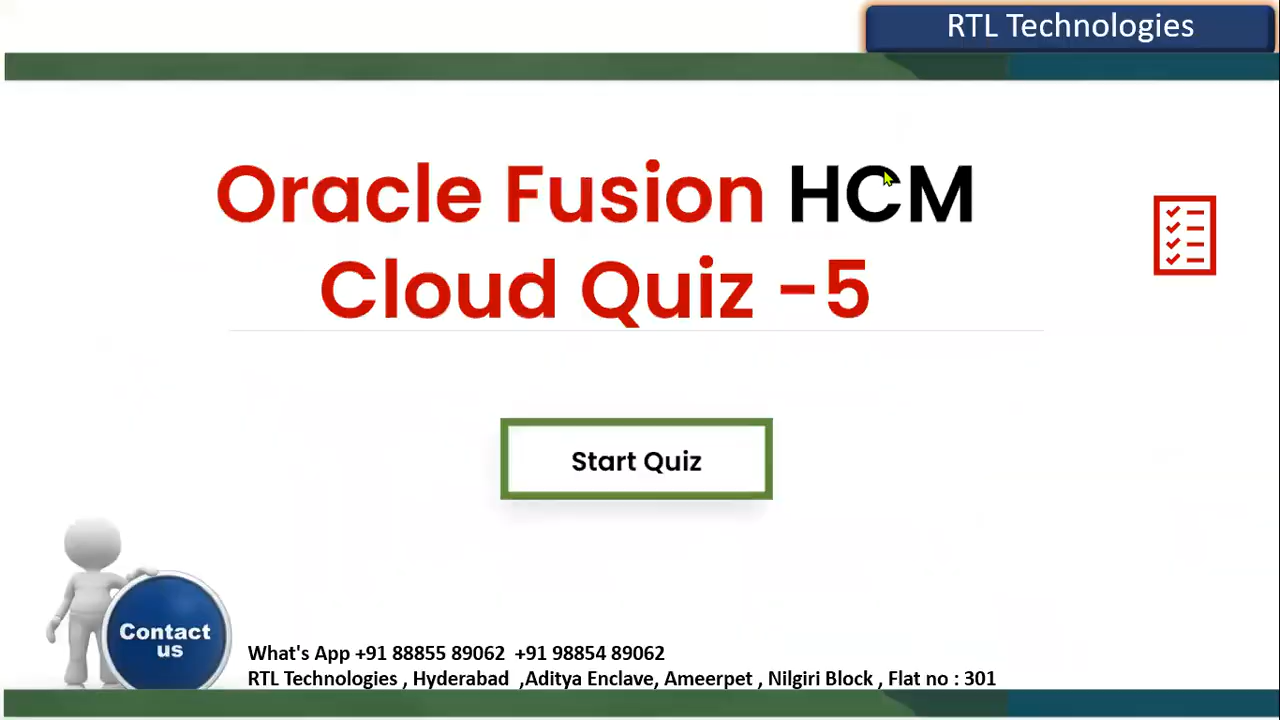 RTL Technologies
Oracle Fusion HCM
Cloud Quiz -5
Start Quiz
Contact
us
What's App +91 88855 89062  +91 98854 89062
RTL Technologies , Hyderabad  ,Aditya Enclave, Ameerpet , Nilgiri Block , Flat no : 301